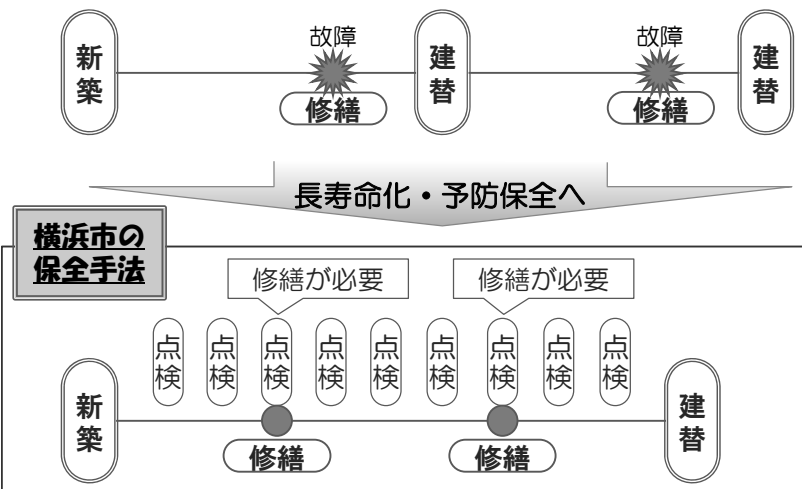 故障
故障
新築
建替
建替
修繕
修繕
長寿命化・予防保全へ
横浜市の
保全手法
修繕が必要
修繕が必要
点検
点検
点検
点検
点検
点検
点検
点検
点検
新築
建替
修繕
修繕